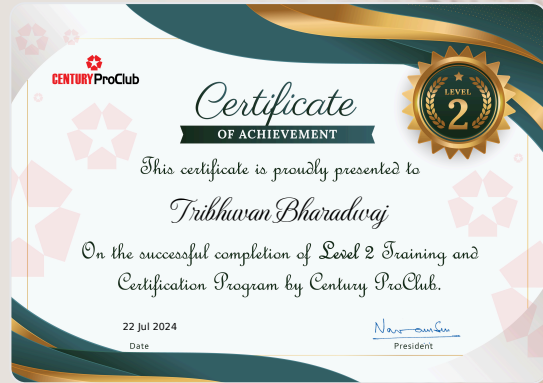 CENTURY ProClub
Certificate
OF ACHIEVEMENT
LEVEL
2
This certificate is proudly presented to
Tribhuvan Bharadwaj
On the successful completion of Level 2 Training and
Certification Program by Century ProClub.
22 Jul 2024
Date
President